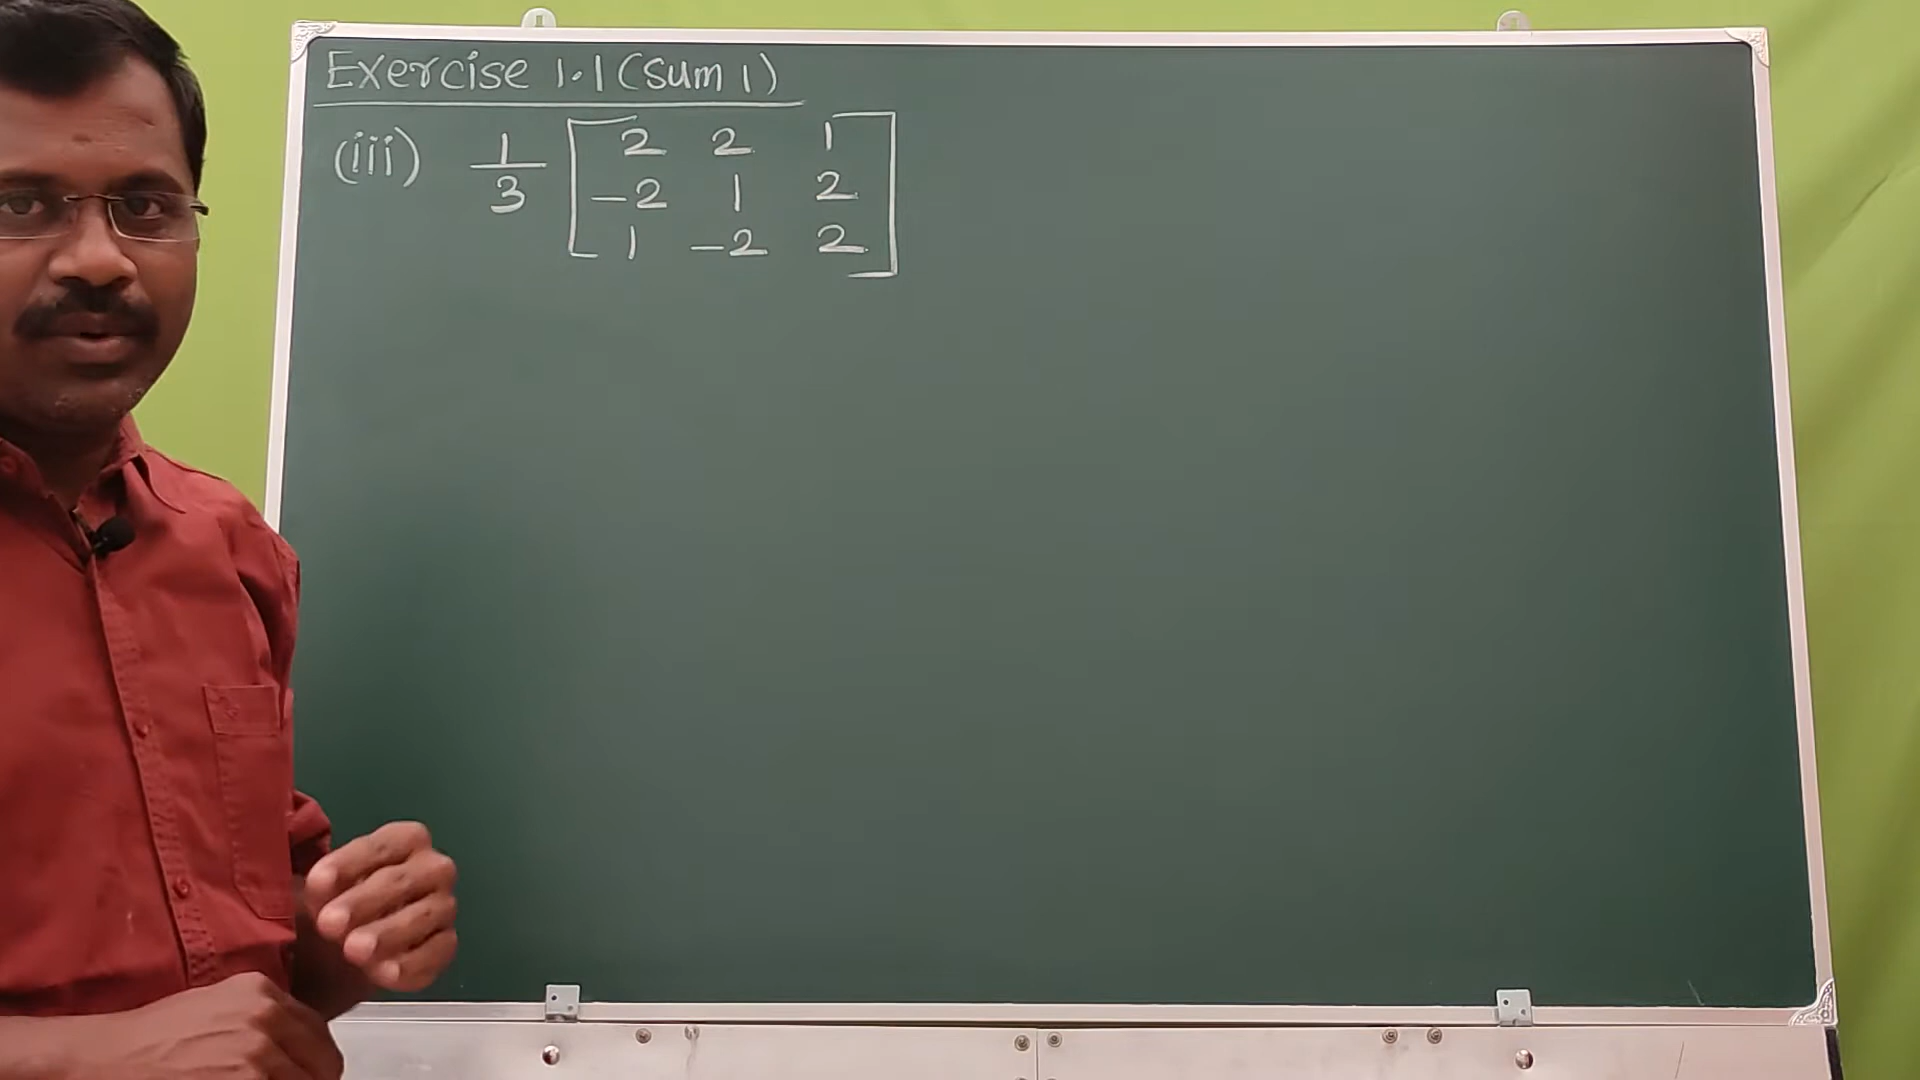 Exercise 1.1 (Sum 1)
(iii) 1/3 [2 2 1
-2 1 2
1 -2 2]